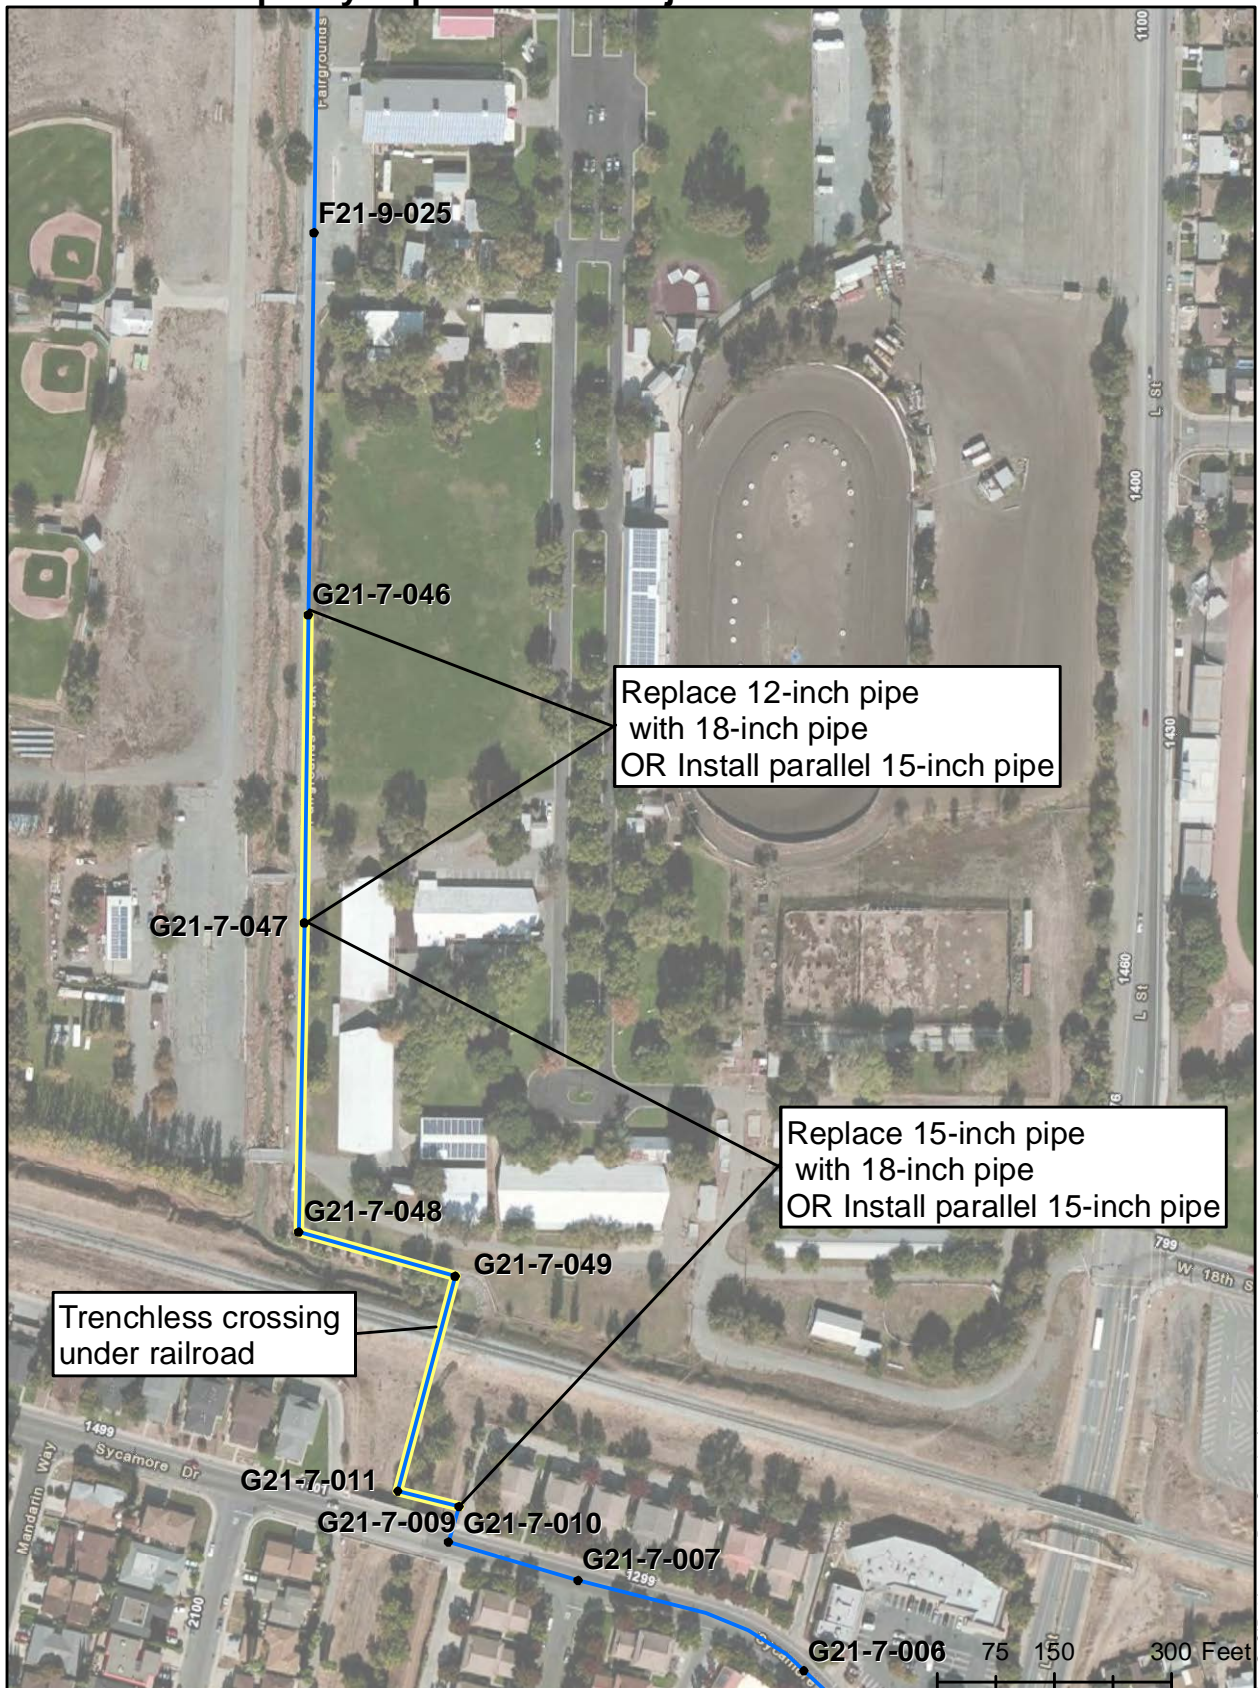 Fairgrounds
1100
F21-9-025
L St
1400
G21-7-046
Replace 12-inch pipe
with 18-inch pipe
OR Install parallel 15-inch pipe
1430
G21-7-047
1460
L St
Replace 15-inch pipe
with 18-inch pipe
OR Install parallel 15-inch pipe
G21-7-048
799
W 18th S
G21-7-049
Trenchless crossing
under railroad
1499
Sycamore Dr
Mandarin Way
G21-7-011
G21-7-009 G21-7-010
G21-7-007
1299
2100
G21-7-006
75 150 300 Feet